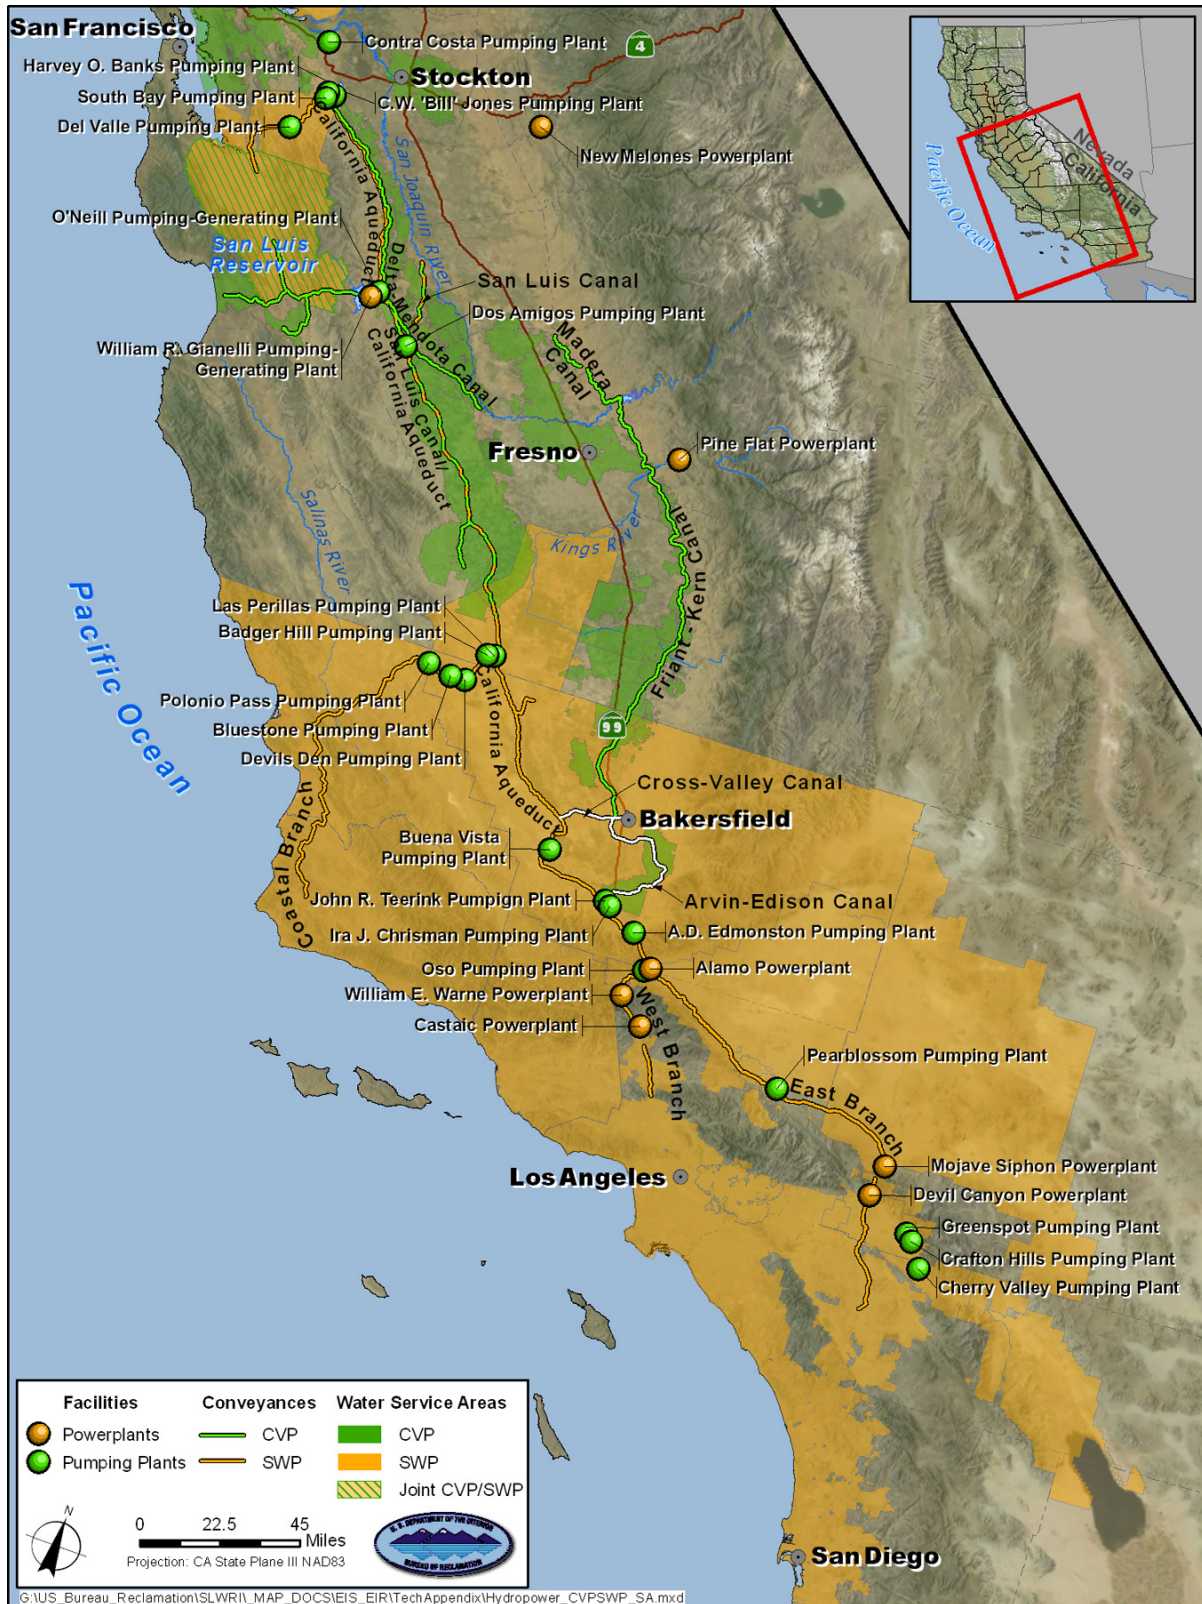 San Francisco
Contra Costa Pumping Plant
4
Harvey O. Banks Pumping Plant
Stockton
South Bay Pumping Plant
C.W. 'Bill' Jones Pumping Plant
Del Valle Pumping Plant
New Melones Powerplant
California Aqueduct
San Joaquin River
O'Neill Pumping-Generating Plant
San Luis
Reservoir
Delta-Mendota Canal
San Luis Canal
Dos Amigos Pumping Plant
William R. Gianelli Pumping-
Generating Plant
San Luis Canal/
California Aqueduct
Madera
Canal
Fresno
Pine Flat Powerplant
Salinas River
Kings River
Friant - Kern Canal
Las Perillas Pumping Plant
Badger Hill Pumping Plant
Pacific Ocean
Polonio Pass Pumping Plant
Bluestone Pumping Plant
Devils Den Pumping Plant
California Aqueduct
99
Cross-Valley Canal
Bakersfield
Coastal Branch
Buena Vista
Pumping Plant
John R. Teerink Pumpign Plant
Arvin-Edison Canal
Ira J. Chrisman Pumping Plant
A.D. Edmonston Pumping Plant
Oso Pumping Plant
Alamo Powerplant
William E. Warne Powerplant
West Branch
Castaic Powerplant
Pearblossom Pumping Plant
East Branch
Los Angeles
Mojave Siphon Powerplant
Devil Canyon Powerplant
Greenspot Pumping Plant
Crafton Hills Pumping Plant
Cherry Valley Pumping Plant
San Diego
Nevada
California
Pacific Ocean
Facilities
Powerplants
Pumping Plants
Conveyances
CVP
SWP
Water Service Areas
CVP
SWP
Joint CVP/SWP
N
0 22.5 45
Miles
Projection: CA State Plane III NAD83
U. S. DEPARTMENT OF THE INTERIOR
BUREAU OF RECLAMATION
G:\US_Bureau_Reclamation\SLWRI\_MAP_DOCS\EIS_EIR\TechAppendix\Hydropower_CVPSWP_SA.mxd